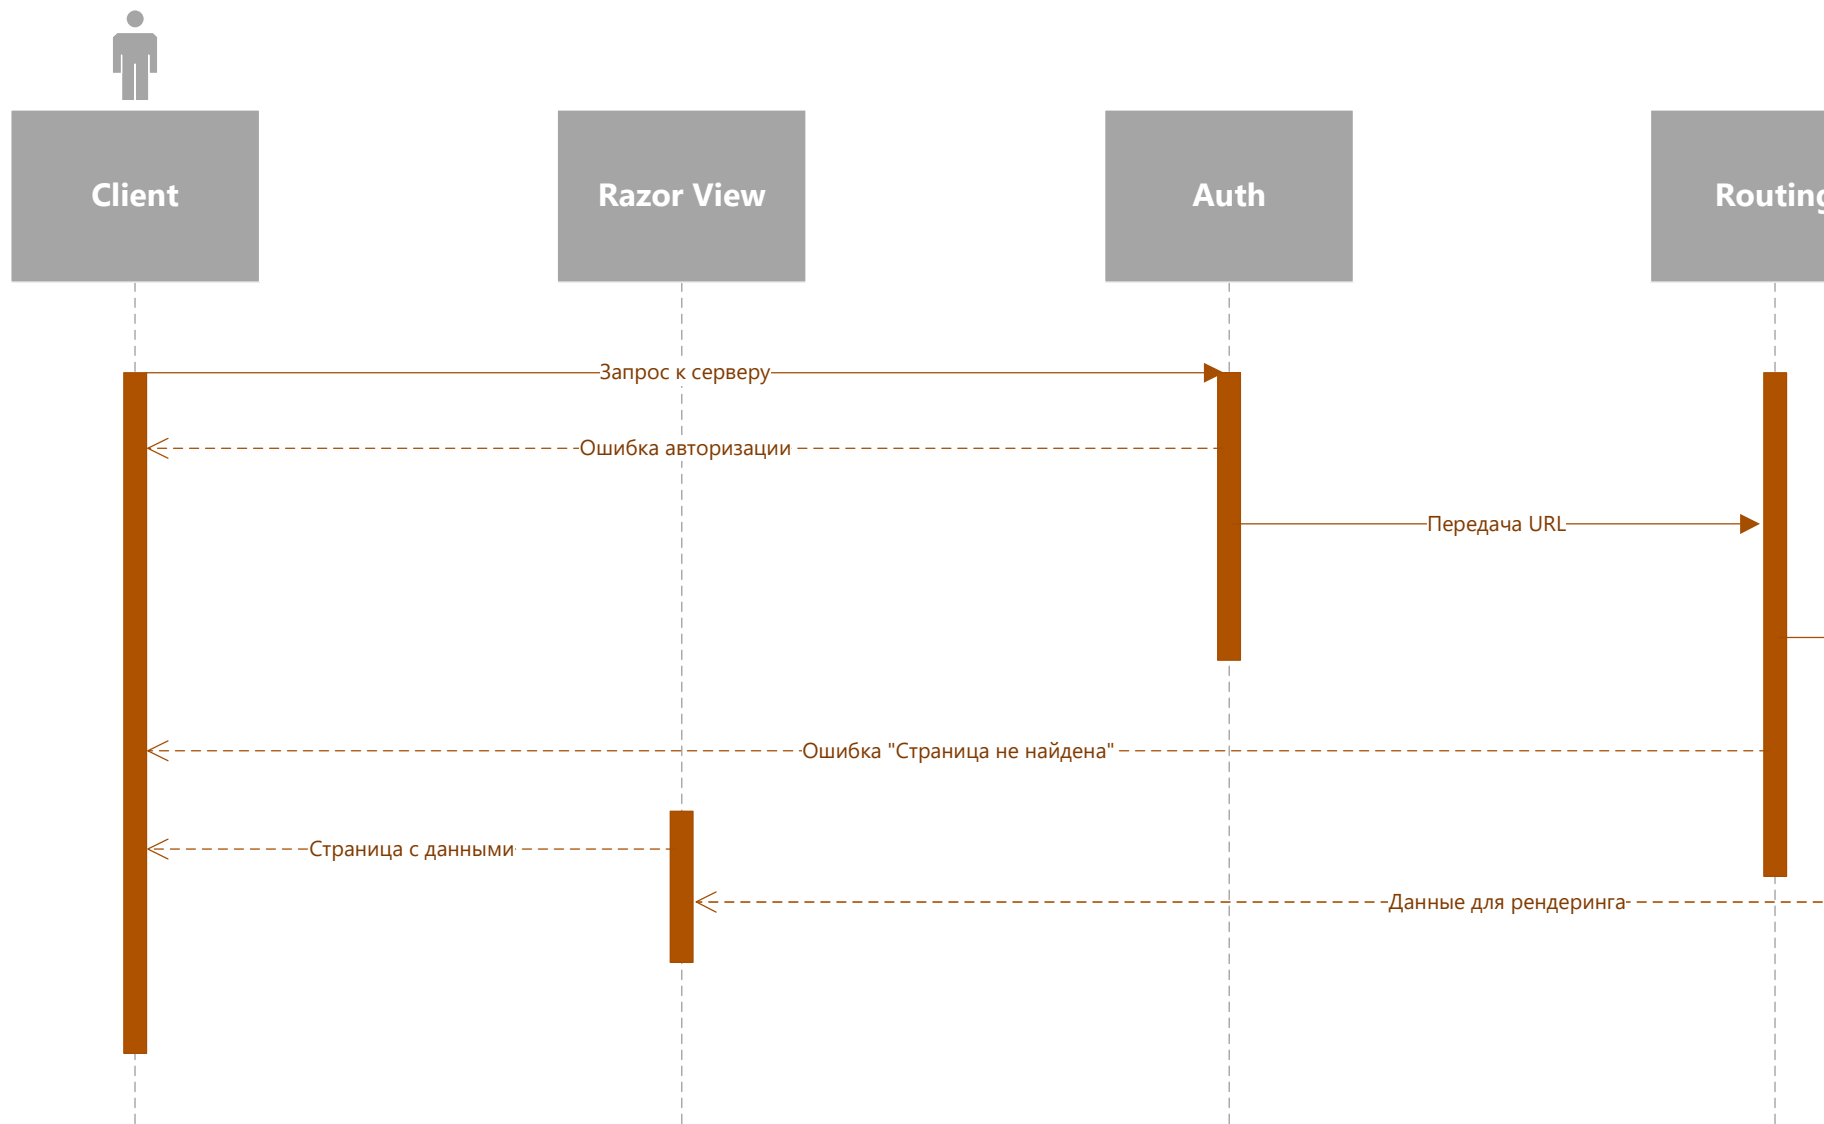 Client
Razor View
Auth
Routing
Запрос к серверу
Ошибка авторизации
Передача URL
Ошибка "Страница не найдена"
Страница с данными
Данные для рендеринга